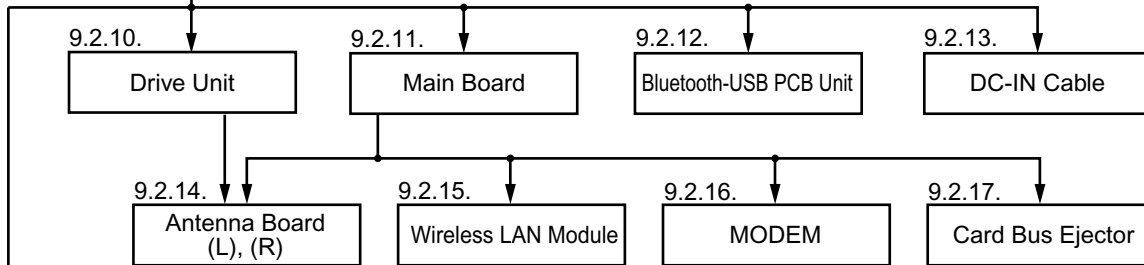 9.2.10.
Drive Unit
9.2.11.
Main Board
9.2.12.
Bluetooth-USB PCB Unit
9.2.13.
DC-IN Cable
9.2.14.
Antenna Board
(L), (R)
9.2.15.
Wireless LAN Module
9.2.16.
MODEM
9.2.17.
Card Bus Ejector